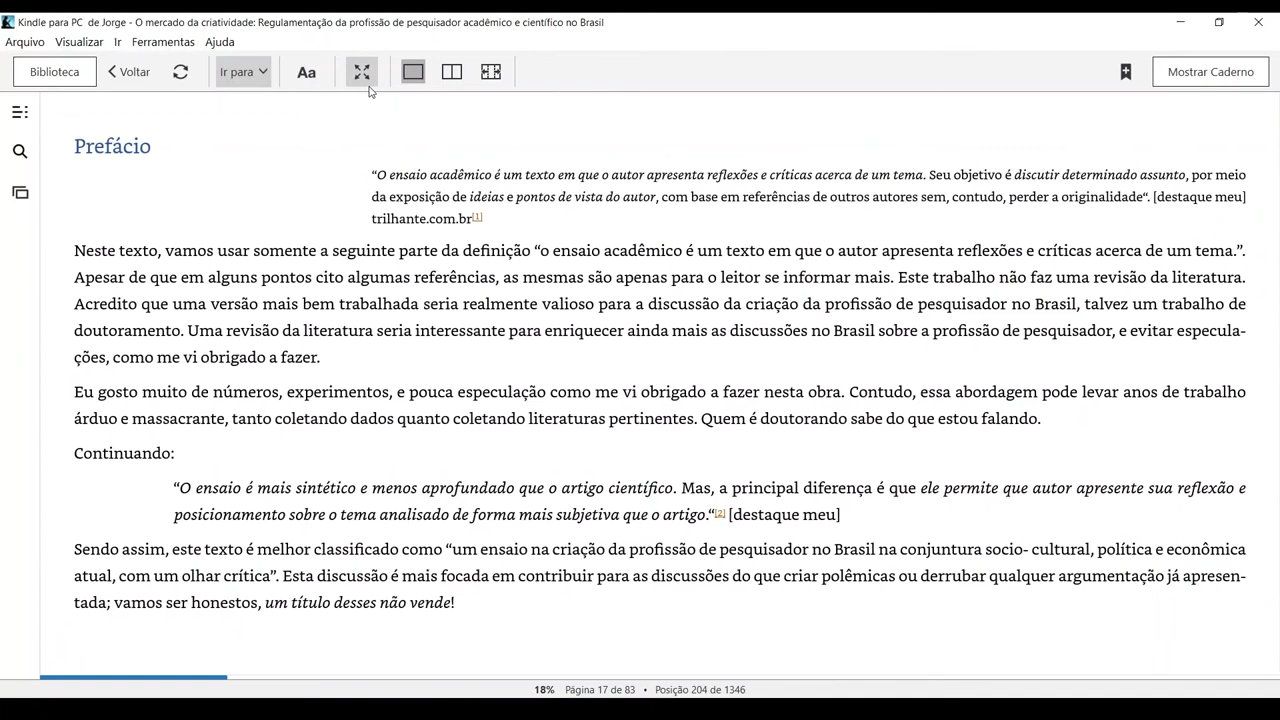 Kindle para PC de Jorge - O mercado da criatividade: Regulamentação da profissão de pesquisador acadêmico e científico no Brasil
Arquivo Visualizar Ir Ferramentas Ajuda
Biblioteca Voltar Ir para Aa Mostrar Caderno
Prefácio
“O ensaio acadêmico é um texto em que o autor apresenta reflexões e críticas acerca de um tema. Seu objetivo é discutir determinado assunto, por meio
da exposição de ideias e pontos de vista do autor, com base em referências de outros autores sem, contudo, perder a originalidade“. [destaque meu]
trilhante.com.br[1]
Neste texto, vamos usar somente a seguinte parte da definição “o ensaio acadêmico é um texto em que o autor apresenta reflexões e críticas acerca de um tema.”.
Apesar de que em alguns pontos cito algumas referências, as mesmas são apenas para o leitor se informar mais. Este trabalho não faz uma revisão da literatura.
Acredito que uma versão mais bem trabalhada seria realmente valioso para a discussão da criação da profissão de pesquisador no Brasil, talvez um trabalho de
doutoramento. Uma revisão da literatura seria interessante para enriquecer ainda mais as discussões no Brasil sobre a profissão de pesquisador, e evitar especula-
ções, como me vi obrigado a fazer.
Eu gosto muito de números, experimentos, e pouca especulação como me vi obrigado a fazer nesta obra. Contudo, essa abordagem pode levar anos de trabalho
árduo e massacrante, tanto coletando dados quanto coletando literaturas pertinentes. Quem é doutorando sabe do que estou falando.
Continuando:
“O ensaio é mais sintético e menos aprofundado que o artigo científico. Mas, a principal diferença é que ele permite que autor apresente sua reflexão e
posicionamento sobre o tema analisado de forma mais subjetiva que o artigo.“[2] [destaque meu]
Sendo assim, este texto é melhor classificado como “um ensaio na criação da profissão de pesquisador no Brasil na conjuntura socio- cultural, política e econômica
atual, com um olhar crítica”. Esta discussão é mais focada em contribuir para as discussões do que criar polêmicas ou derrubar qualquer argumentação já apresen-
tada; vamos ser honestos, um título desses não vende!
18% Página 17 de 83 • Posição 204 de 1346